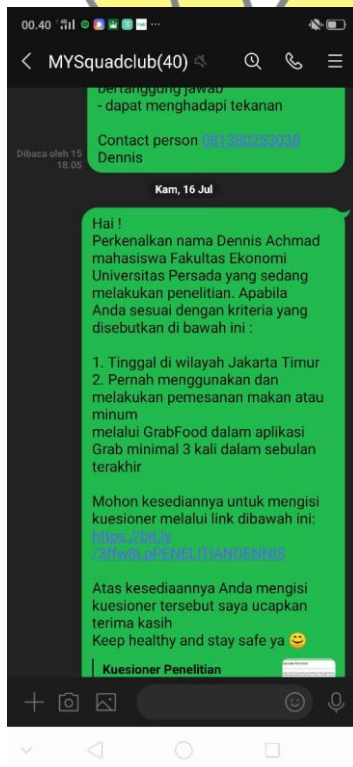 00.40
MYSquadclub(40)
bertanggung jawab
- dapat menghadapi tekanan
Contact person 081380253038
Dennis
Dibaca oleh 15
18.05
Kam, 16 Jul
Hai !
Perkenalkan nama Dennis Achmad
mahasiswa Fakultas Ekonomi
Universitas Persada yang sedang
melakukan penelitian. Apabila
Anda sesuai dengan kriteria yang
disebutkan di bawah ini :
1. Tinggal di wilayah Jakarta Timur
2. Pernah menggunakan dan
melakukan pemesanan makan atau
minum
melalui GrabFood dalam aplikasi
Grab minimal 3 kali dalam sebulan
terakhir
Mohon kesediannya untuk mengisi
kuesioner melalui link dibawah ini:
https://bit.ly
/3ffw8LpPENELITIANDENNIS
Atas kesediaannya Anda mengisi
kuesioner tersebut saya ucapkan
terima kasih
Keep healthy and stay safe ya 😊
Kuesioner Penelitian